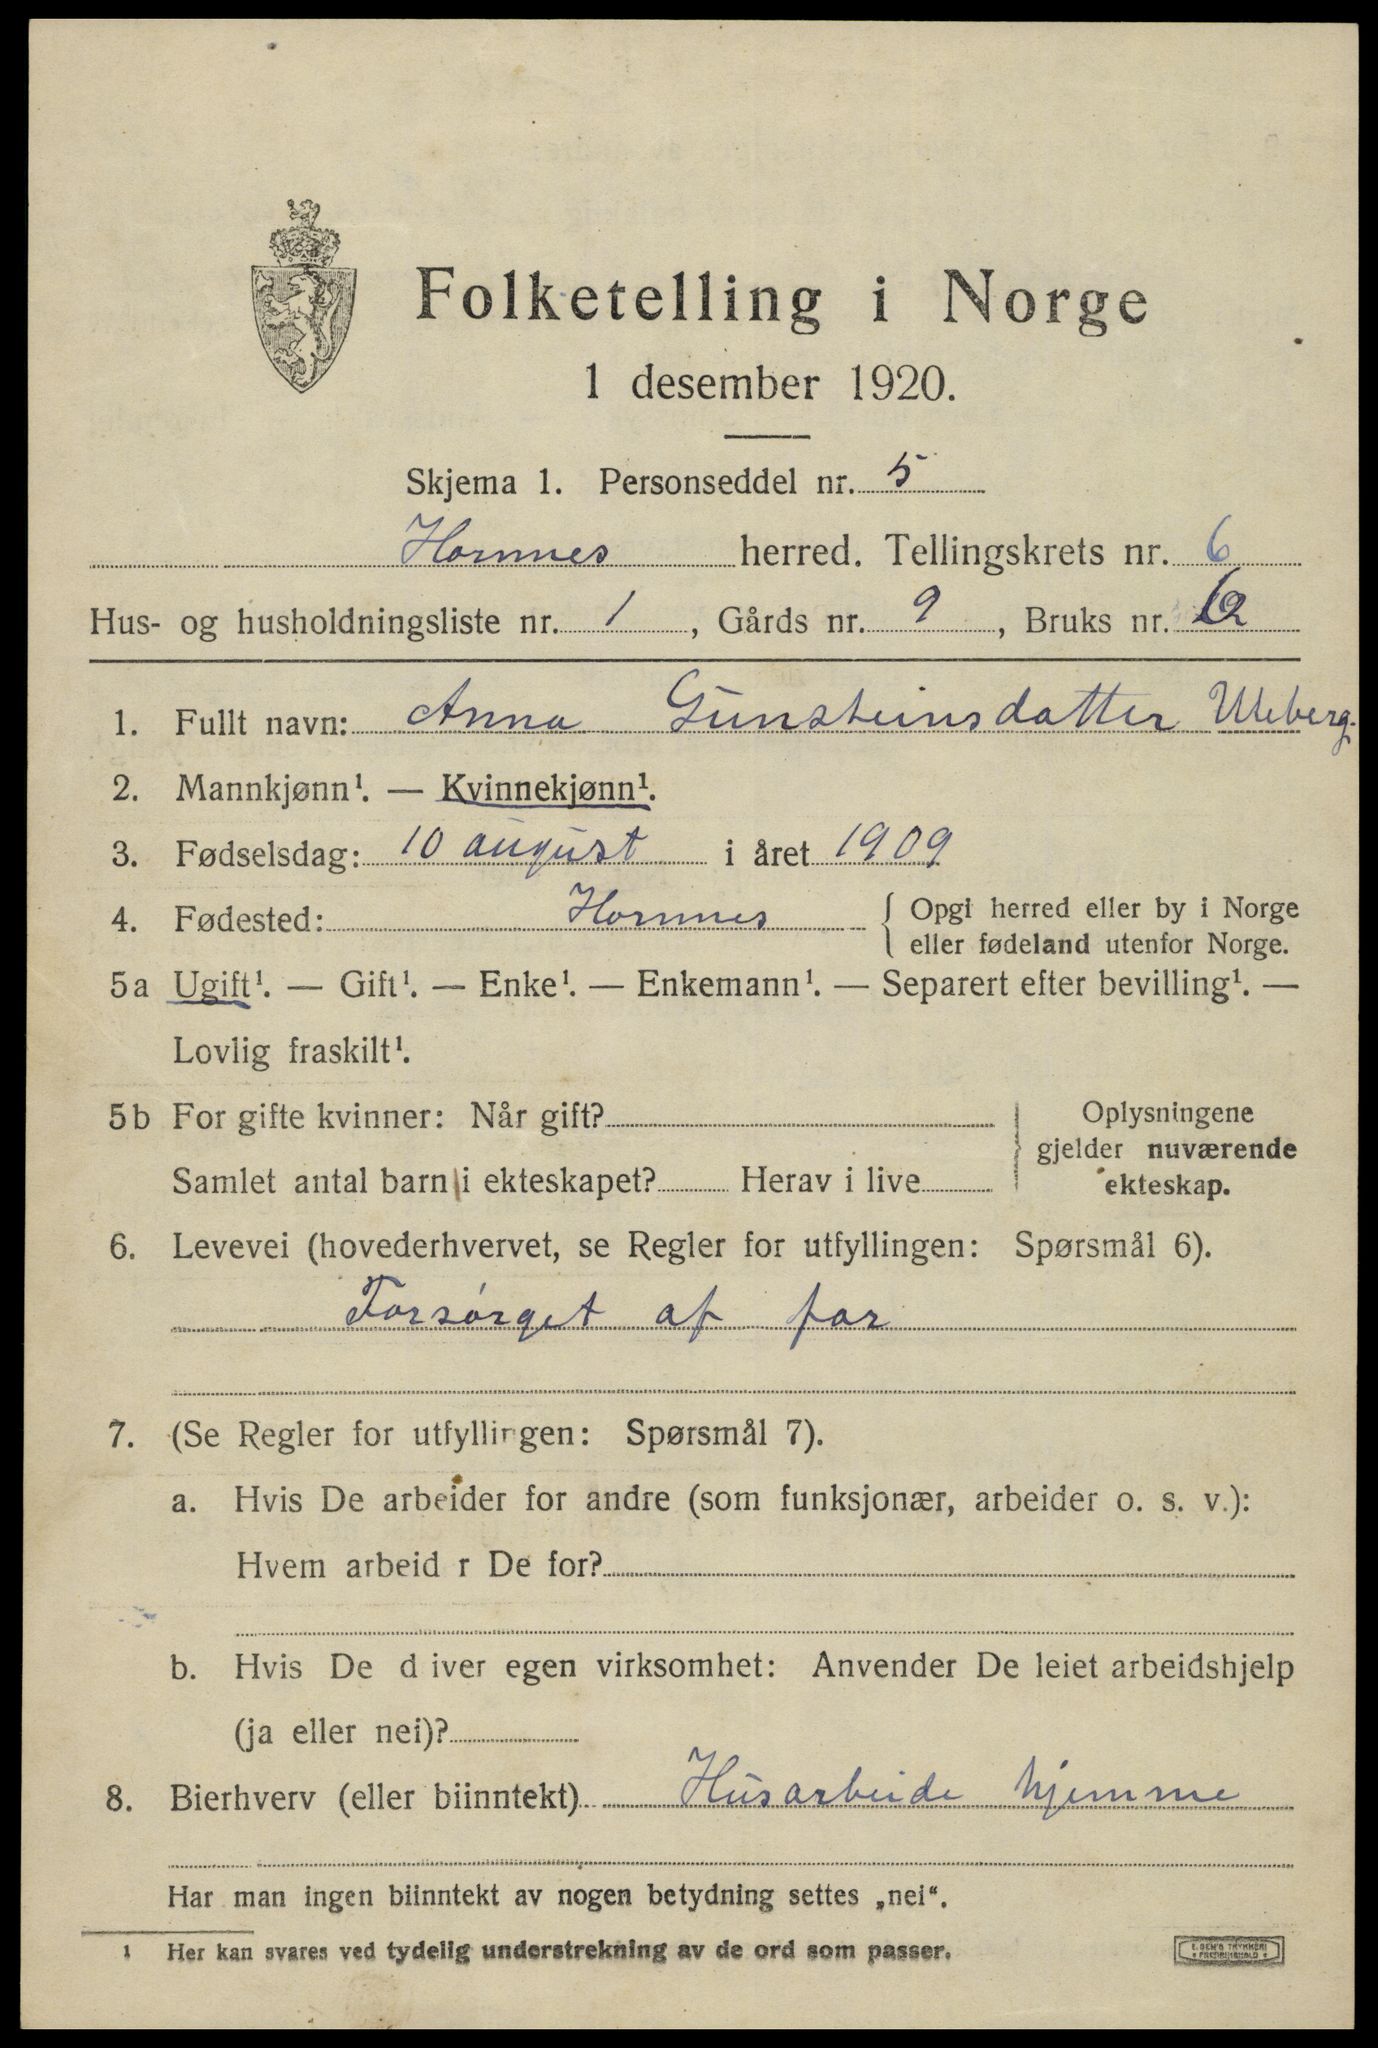 Folketelling i Norge
1 desember 1920.
Skjema 1. Personseddel nr. 5
Hornnes herred. Tellingskrets nr. 6
Hus- og husholdningsliste nr. 1, Gårds nr. 9, Bruks nr.
1. Fullt navn: Anna Gunsteinsdatter Uleberg.
2. Mannkjønn¹. — Kvinnekjønn¹.
3. Fødselsdag: 10 august i året 1909
4. Fødested: Hornnes { Opgi herred eller by i Norge
eller fødeland utenfor Norge.
5a Ugift¹. — Gift¹. — Enke¹. — Enkemann¹. — Separert efter bevilling¹. —
Lovlig fraskilt¹.
5b For gifte kvinner: Når gift? Oplysningene
gjelder nuværende
Samlet antal barn i ekteskapet? Herav i live ekteskap.
6. Levevei (hovederhvervet, se Regler for utfyllingen: Spørsmål 6).
Forsørget af far
7. (Se Regler for utfyllingen: Spørsmål 7).
a. Hvis De arbeider for andre (som funksjonær, arbeider o. s. v.):
Hvem arbeid r De for?
b. Hvis De d iver egen virksomhet: Anvender De leiet arbeidshjelp
(ja eller nei)?
8. Bierhverv (eller biinntekt) Husarbeide hjemme
Har man ingen biinntekt av nogen betydning settes „nei“.
1 Her kan svares ved tydelig understrekning av de ord som passer.
E. SEM'S TRYKKERI
* FREDRIKSHALD *